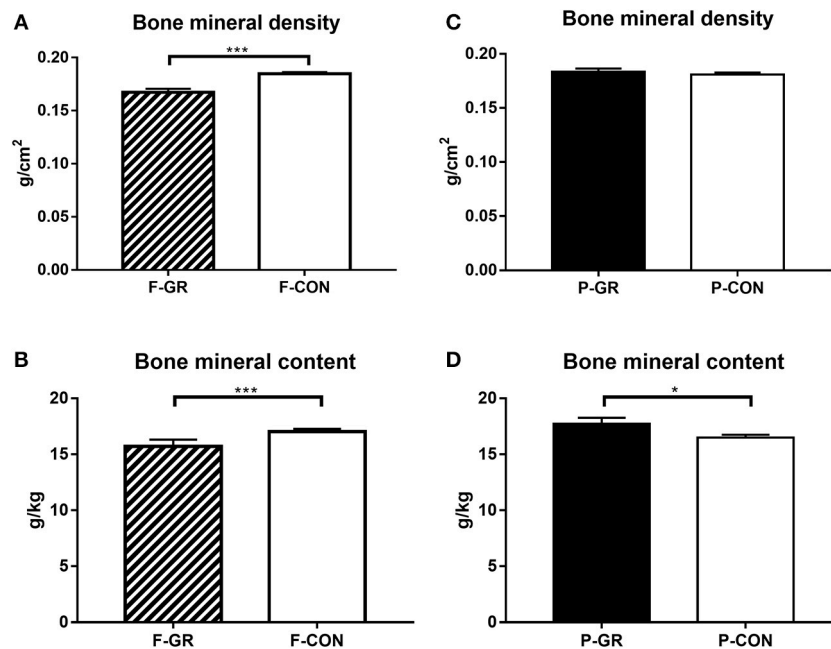 A
Bone mineral density
***
0.20
0.15
0.10
0.05
0.00
g/cm²
F-GR
F-CON
B
Bone mineral content
***
20
15
10
5
0
g/kg
F-GR
F-CON
C
Bone mineral density
0.20
0.15
0.10
0.05
0.00
g/cm²
P-GR
P-CON
D
Bone mineral content
*
20
15
10
5
0
g/kg
P-GR
P-CON